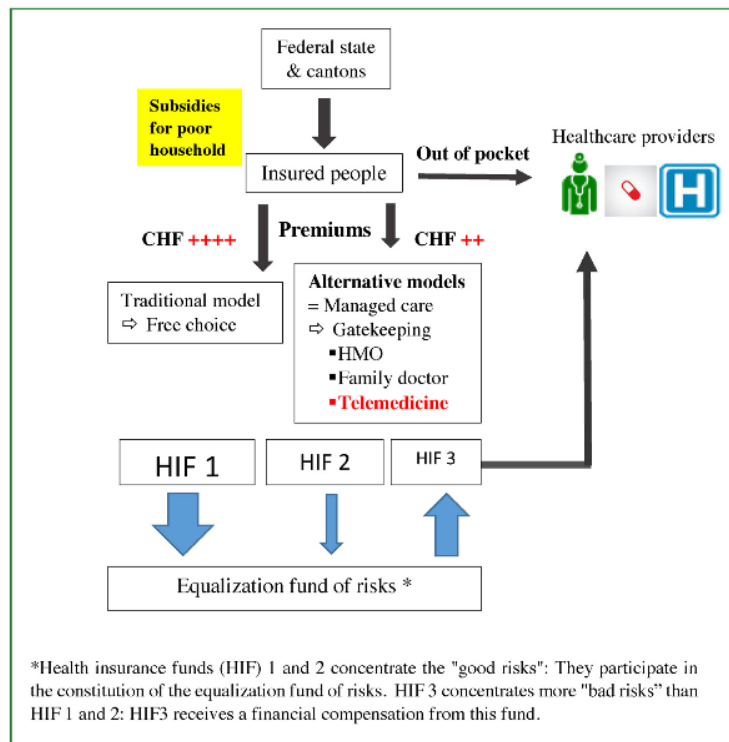 Federal state
& cantons
Subsidies
for poor
household
Healthcare providers
Out of pocket
Insured people
H
Premiums
CHF ++++
CHF ++
Traditional model
⇨ Free choice
Alternative models
= Managed care
⇨ Gatekeeping
▪HMO
▪Family doctor
▪Telemedicine
HIF 1
HIF 2
HIF 3
Equalization fund of risks *
*Health insurance funds (HIF) 1 and 2 concentrate the "good risks": They participate in
the constitution of the equalization fund of risks. HIF 3 concentrates more "bad risks” than
HIF 1 and 2: HIF3 receives a financial compensation from this fund.